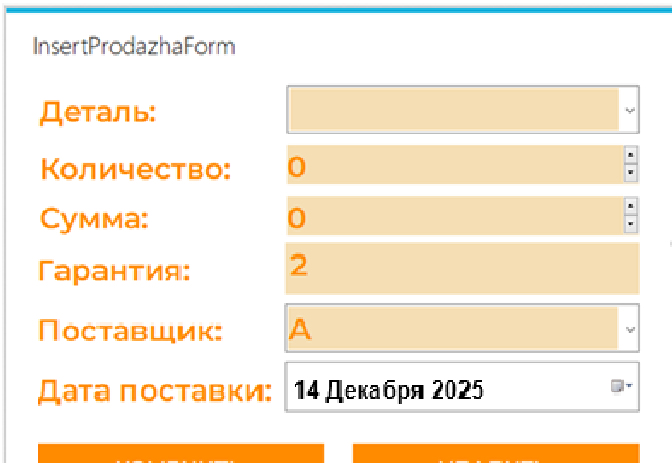 InsertProdazhaForm
Деталь:
Количество: 0
Сумма: 0
Гарантия: 2
Поставщик: А
Дата поставки: 14 Декабря 2025